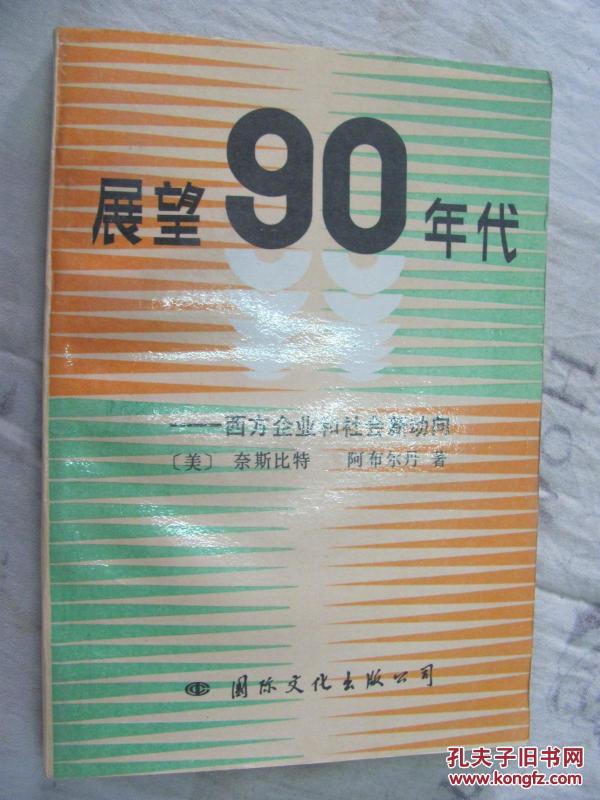 展望90年代
——西方企业和社会新动向
〔美〕 奈斯比特 阿布尔丹 著
国际文化出版公司
孔夫子旧书网
www.kongfz.com